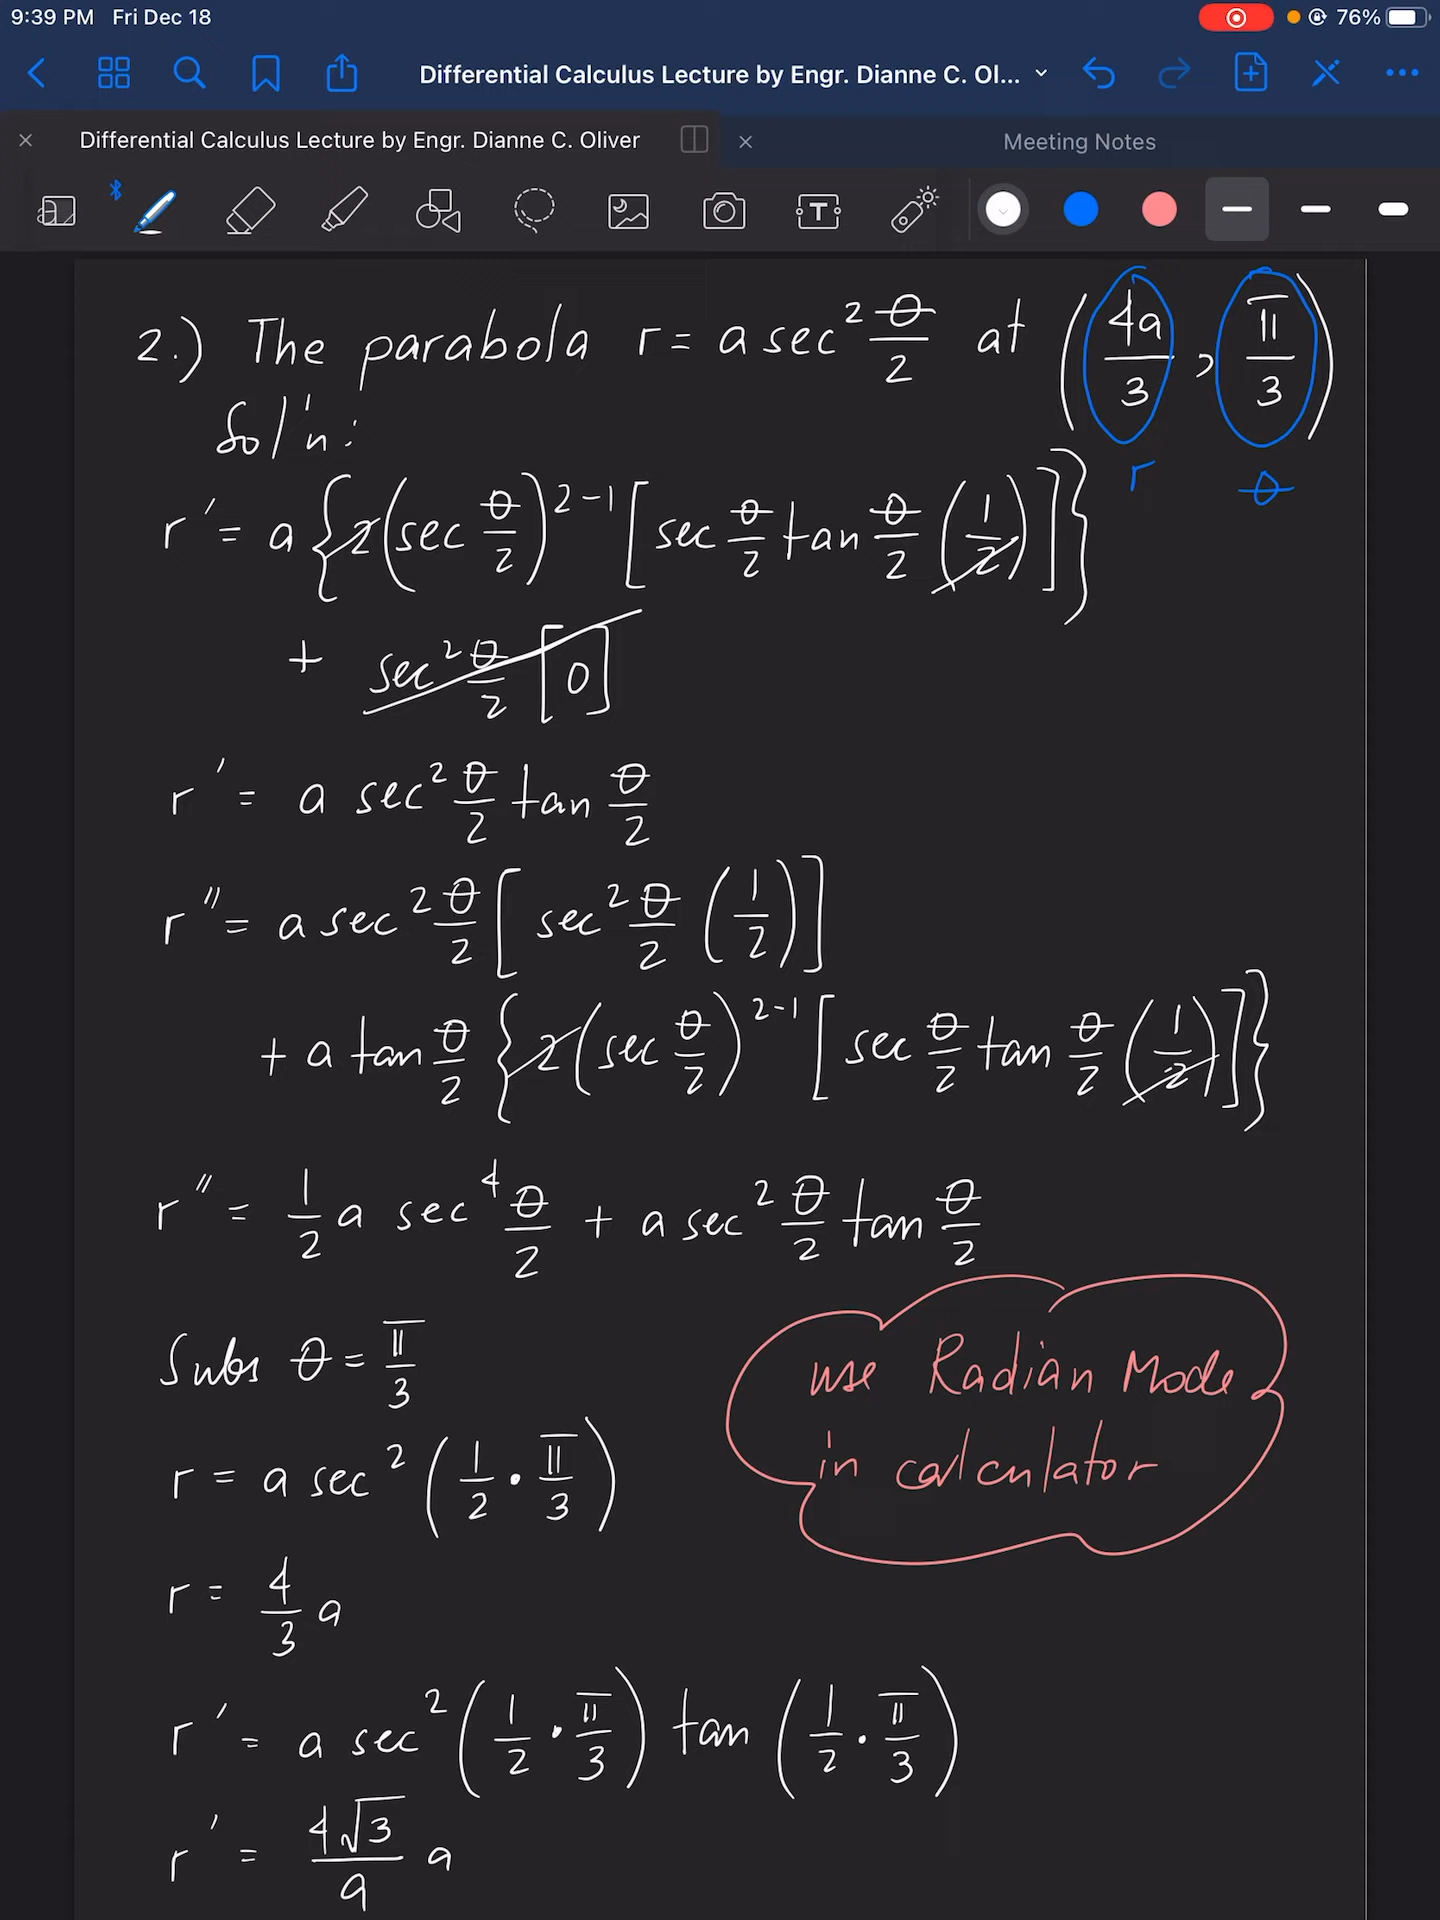 9:39 PM Fri Dec 18 76%
Differential Calculus Lecture by Engr. Dianne C. Ol...
Differential Calculus Lecture by Engr. Dianne C. Oliver Meeting Notes
2.) The parabola r = a sec² θ/2 at (4a/3, π/3)
Sol'n:
r θ
r' = a {2(sec θ/2)^2-1 [sec θ/2 tan θ/2 (1/2)]}
+ sec² θ/2 [0]
r' = a sec² θ/2 tan θ/2
r'' = a sec² θ/2 [sec² θ/2 (1/2)]
+ a tan θ/2 {2(sec θ/2)^2-1 [sec θ/2 tan θ/2 (1/2)]}
r'' = 1/2 a sec⁴ θ/2 + a sec² θ/2 tan θ/2
Subs θ = π/3
use Radian Mode
in calculator
r = a sec² (1/2 · π/3)
r = 4/3 a
r' = a sec² (1/2 · π/3) tan (1/2 · π/3)
r' = 4√3/9 a